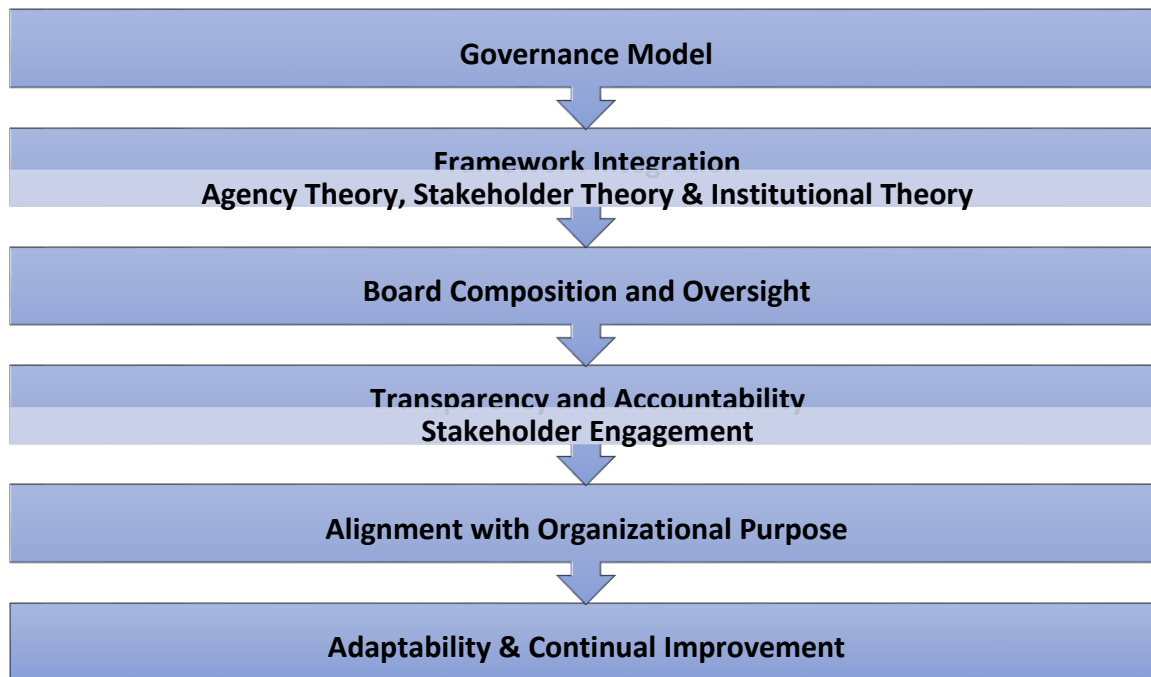 Governance Model
Framework Integration
Agency Theory, Stakeholder Theory & Institutional Theory
Board Composition and Oversight
Transparency and Accountability
Stakeholder Engagement
Alignment with Organizational Purpose
Adaptability & Continual Improvement